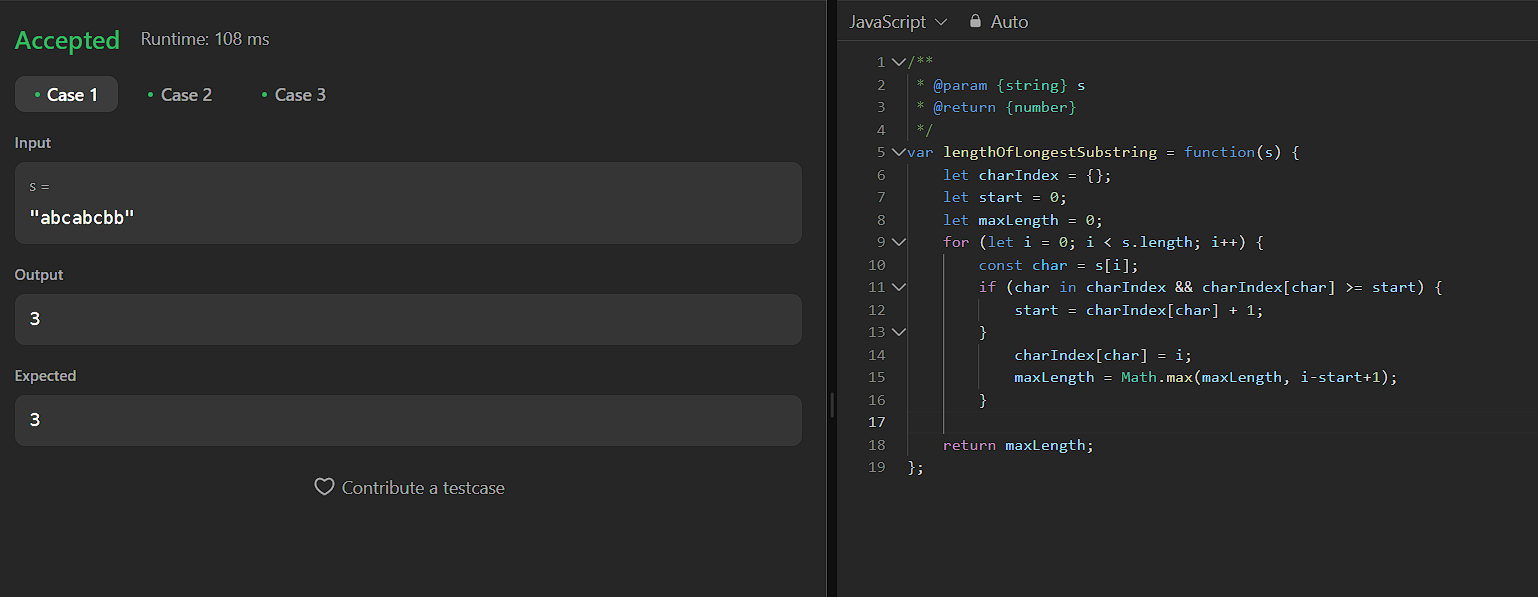 Accepted Runtime: 108 ms
• Case 1 • Case 2 • Case 3
Input
s =
"abcabcbb"
Output
3
Expected
3
Contribute a testcase
JavaScript Auto
1 /**
2  * @param {string} s
3  * @return {number}
4  */
5 var lengthOfLongestSubstring = function(s) {
6     let charIndex = {};
7     let start = 0;
8     let maxLength = 0;
9     for (let i = 0; i < s.length; i++) {
10         const char = s[i];
11         if (char in charIndex && charIndex[char] >= start) {
12             start = charIndex[char] + 1;
13         }
14             charIndex[char] = i;
15             maxLength = Math.max(maxLength, i-start+1);
16         }
17
18     return maxLength;
19 };